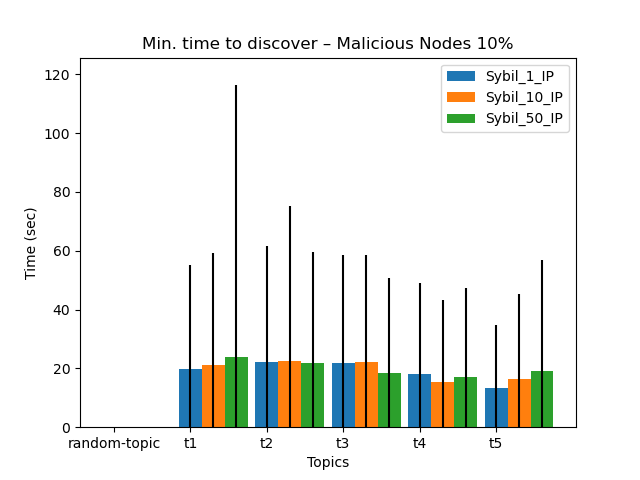 Min. time to discover – Malicious Nodes 10%
Sybil_1_IP
Sybil_10_IP
Sybil_50_IP
Time (sec)
120
100
80
60
40
20
0
random-topic t1 t2 t3 t4 t5
Topics